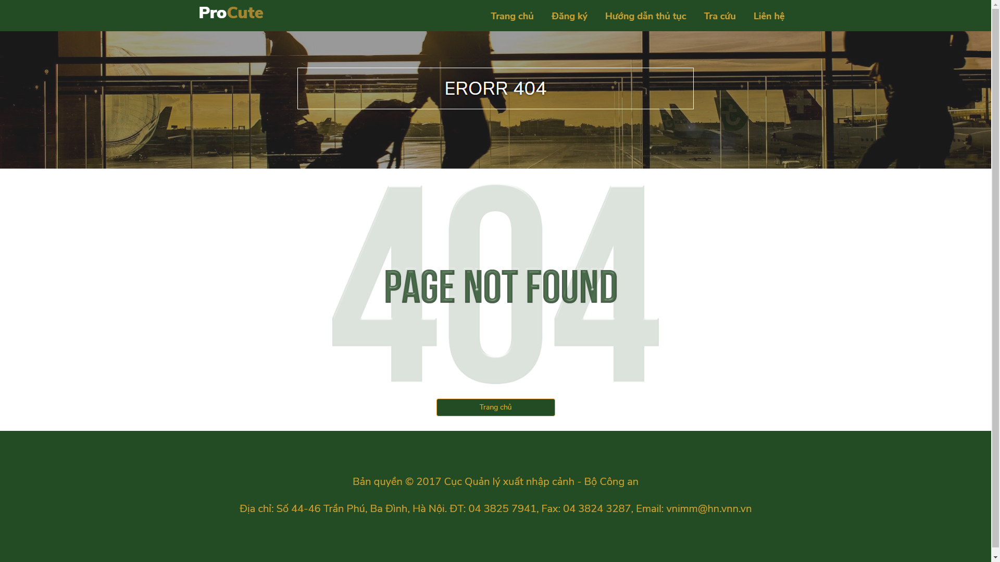 ProCute
Trang chủ
Đăng ký
Hướng dẫn thủ tục
Tra cứu
Liên hệ
ERORR 404
404
PAGE NOT FOUND
Trang chủ
Bản quyền © 2017 Cục Quản lý xuất nhập cảnh - Bộ Công an
Địa chỉ: Số 44-46 Trần Phú, Ba Đình, Hà Nội. ĐT: 04 3825 7941, Fax: 04 3824 3287, Email: vnimm@hn.vnn.vn